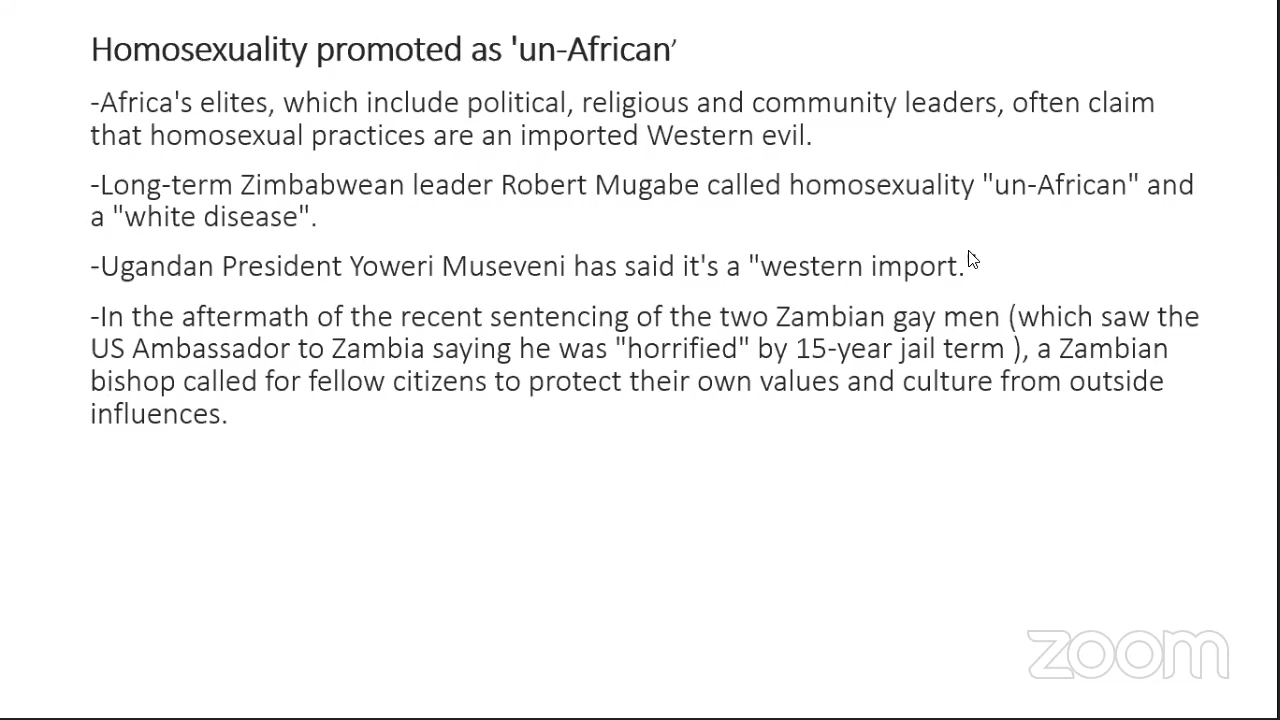 Homosexuality promoted as 'un-African’
-Africa's elites, which include political, religious and community leaders, often claim
that homosexual practices are an imported Western evil.
-Long-term Zimbabwean leader Robert Mugabe called homosexuality "un-African" and
a "white disease".
-Ugandan President Yoweri Museveni has said it's a "western import."
-In the aftermath of the recent sentencing of the two Zambian gay men (which saw the
US Ambassador to Zambia saying he was "horrified" by 15-year jail term ), a Zambian
bishop called for fellow citizens to protect their own values and culture from outside
influences.
zoom